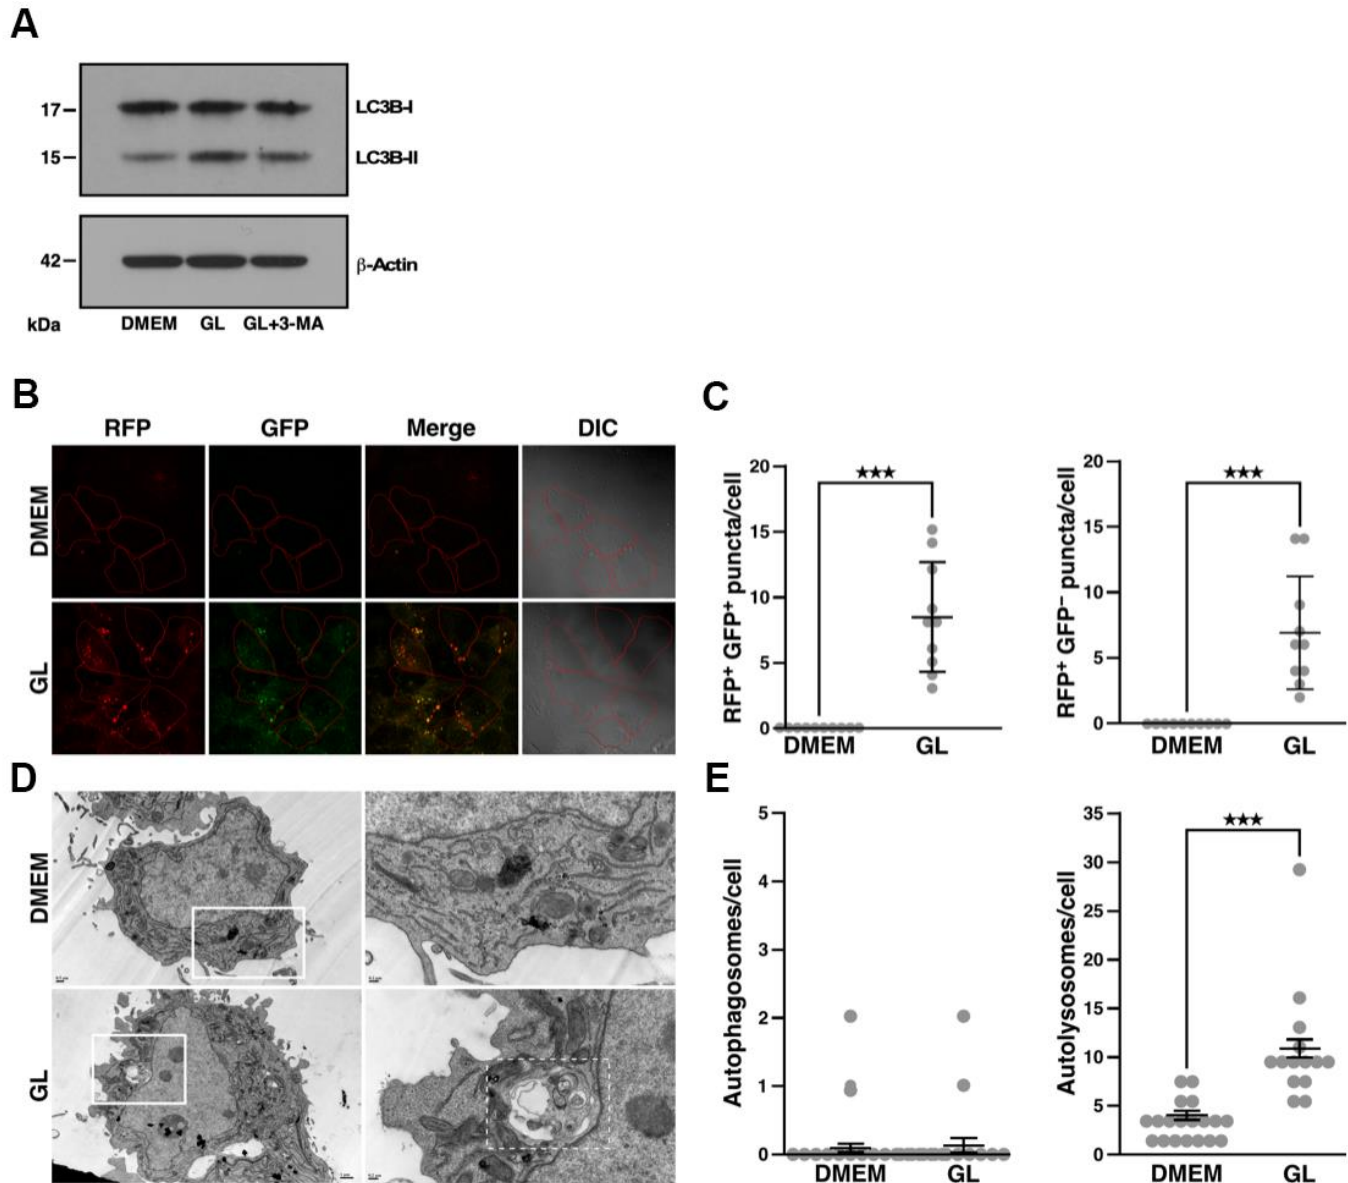 A
17
LC3B-I
15
LC3B-II
42
β-Actin
kDa
DMEM GL GL+3-MA
B
RFP GFP Merge DIC
DMEM
GL
C
RFP⁺ GFP⁺ puncta/cell
20
15
10
5
0
★★★
DMEM GL
RFP⁺ GFP⁻ puncta/cell
20
15
10
5
0
★★★
DMEM GL
D
DMEM
GL
E
Autophagosomes/cell
5
4
3
2
1
0
DMEM GL
Autolysosomes/cell
35
30
25
20
15
10
5
0
★★★
DMEM GL